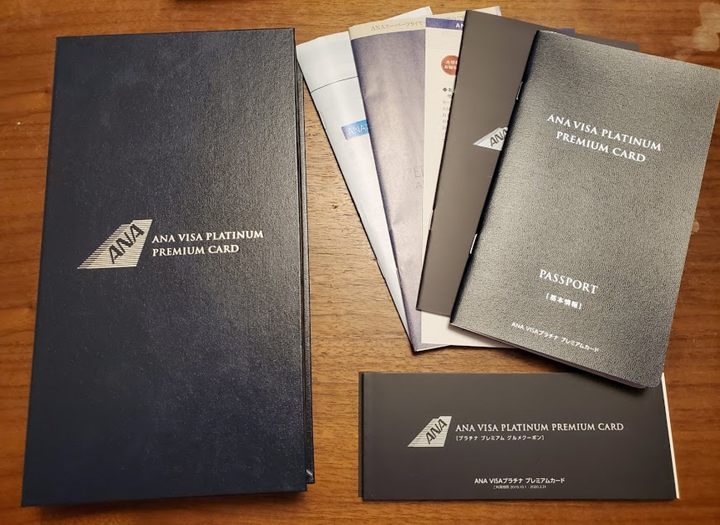 ANA
ANA VISA PLATINUM
PREMIUM CARD
ANA
ANA
ANA VISA PLATINUM
PREMIUM CARD
PASSPORT
[基本情報]
ANA VISAプラチナ プレミアムカード
ANA
ANA VISA PLATINUM PREMIUM CARD
[プラチナ プレミアム グルメクーポン]
ANA VISAプラチナ プレミアムカード